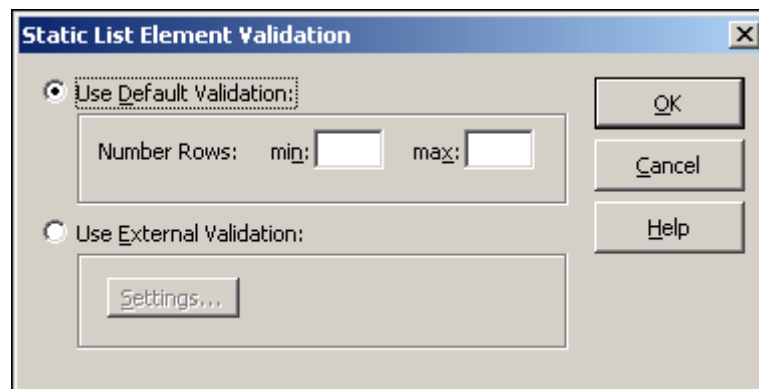 Static List Element Validation
Use Default Validation:
OK
Number Rows: min: max:
Cancel
Use External Validation:
Help
Settings...